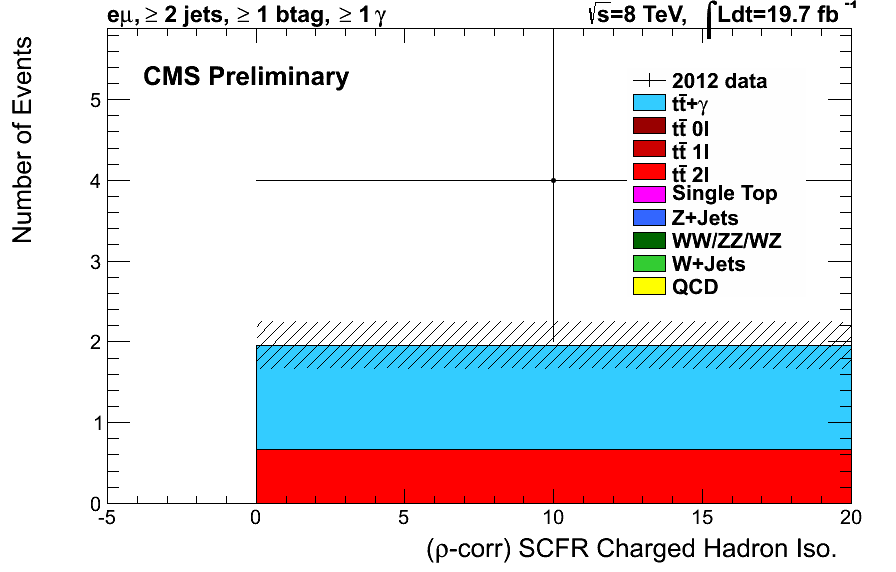 eμ, ≥ 2 jets, ≥ 1 btag, ≥ 1 γ
√s=8 TeV, ∫Ldt=19.7 fb⁻¹
CMS Preliminary
Number of Events
2012 data
tt̄+γ
tt̄ 0l
tt̄ 1l
tt̄ 2l
Single Top
Z+Jets
WW/ZZ/WZ
W+Jets
QCD
5
4
3
2
1
0
-5 0 5 10 15 20
(ρ-corr) SCFR Charged Hadron Iso.